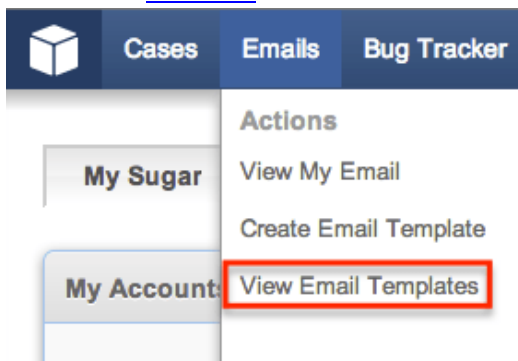 Cases Emails Bug Tracker
Actions
My Sugar View My Email
Create Email Template
My Accounts View Email Templates